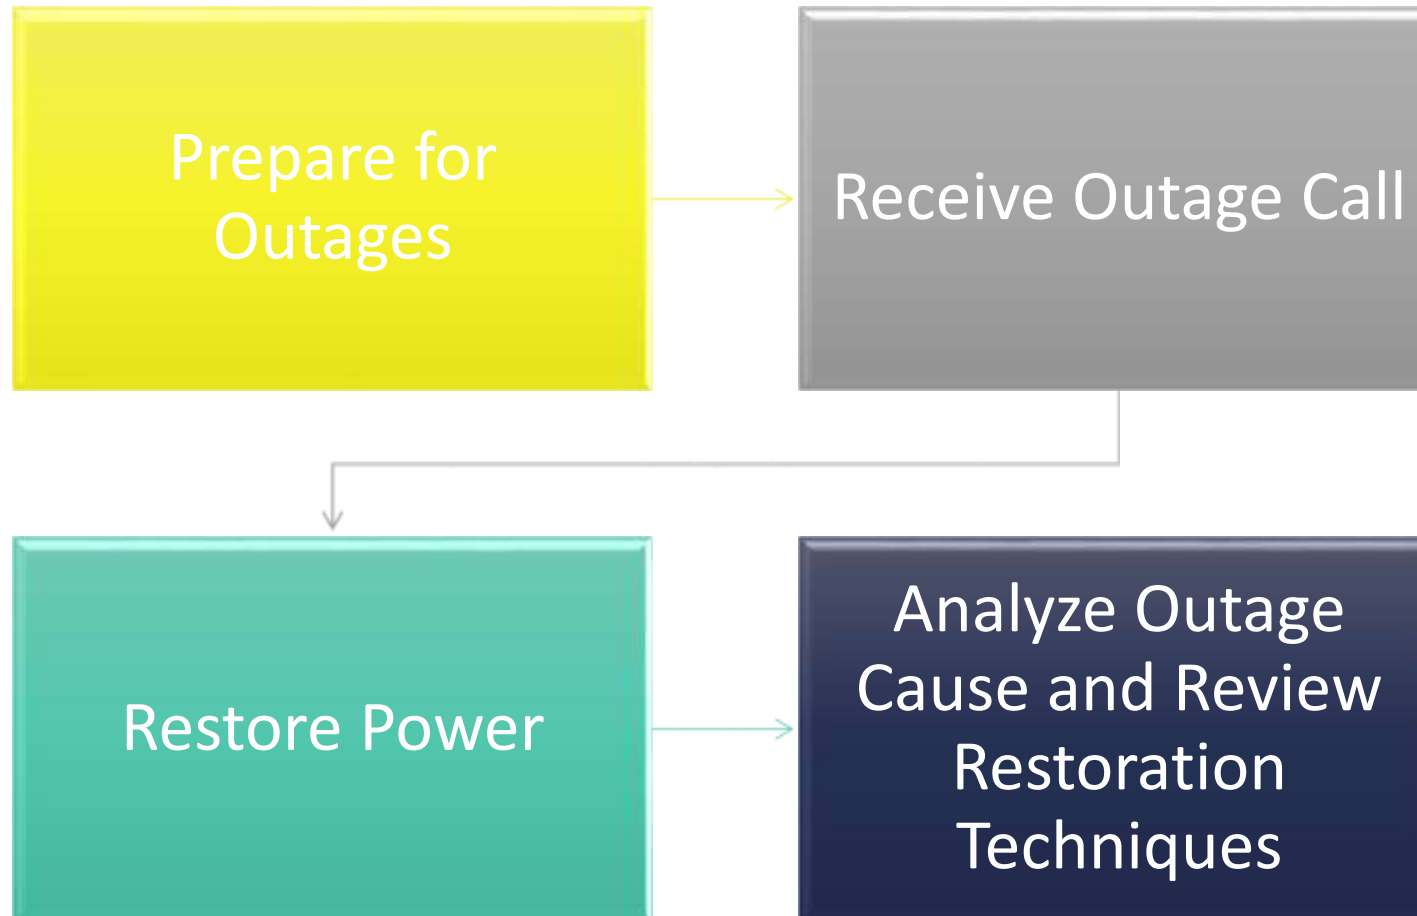 Prepare for
Outages
Receive Outage Call
Restore Power
Analyze Outage
Cause and Review
Restoration
Techniques